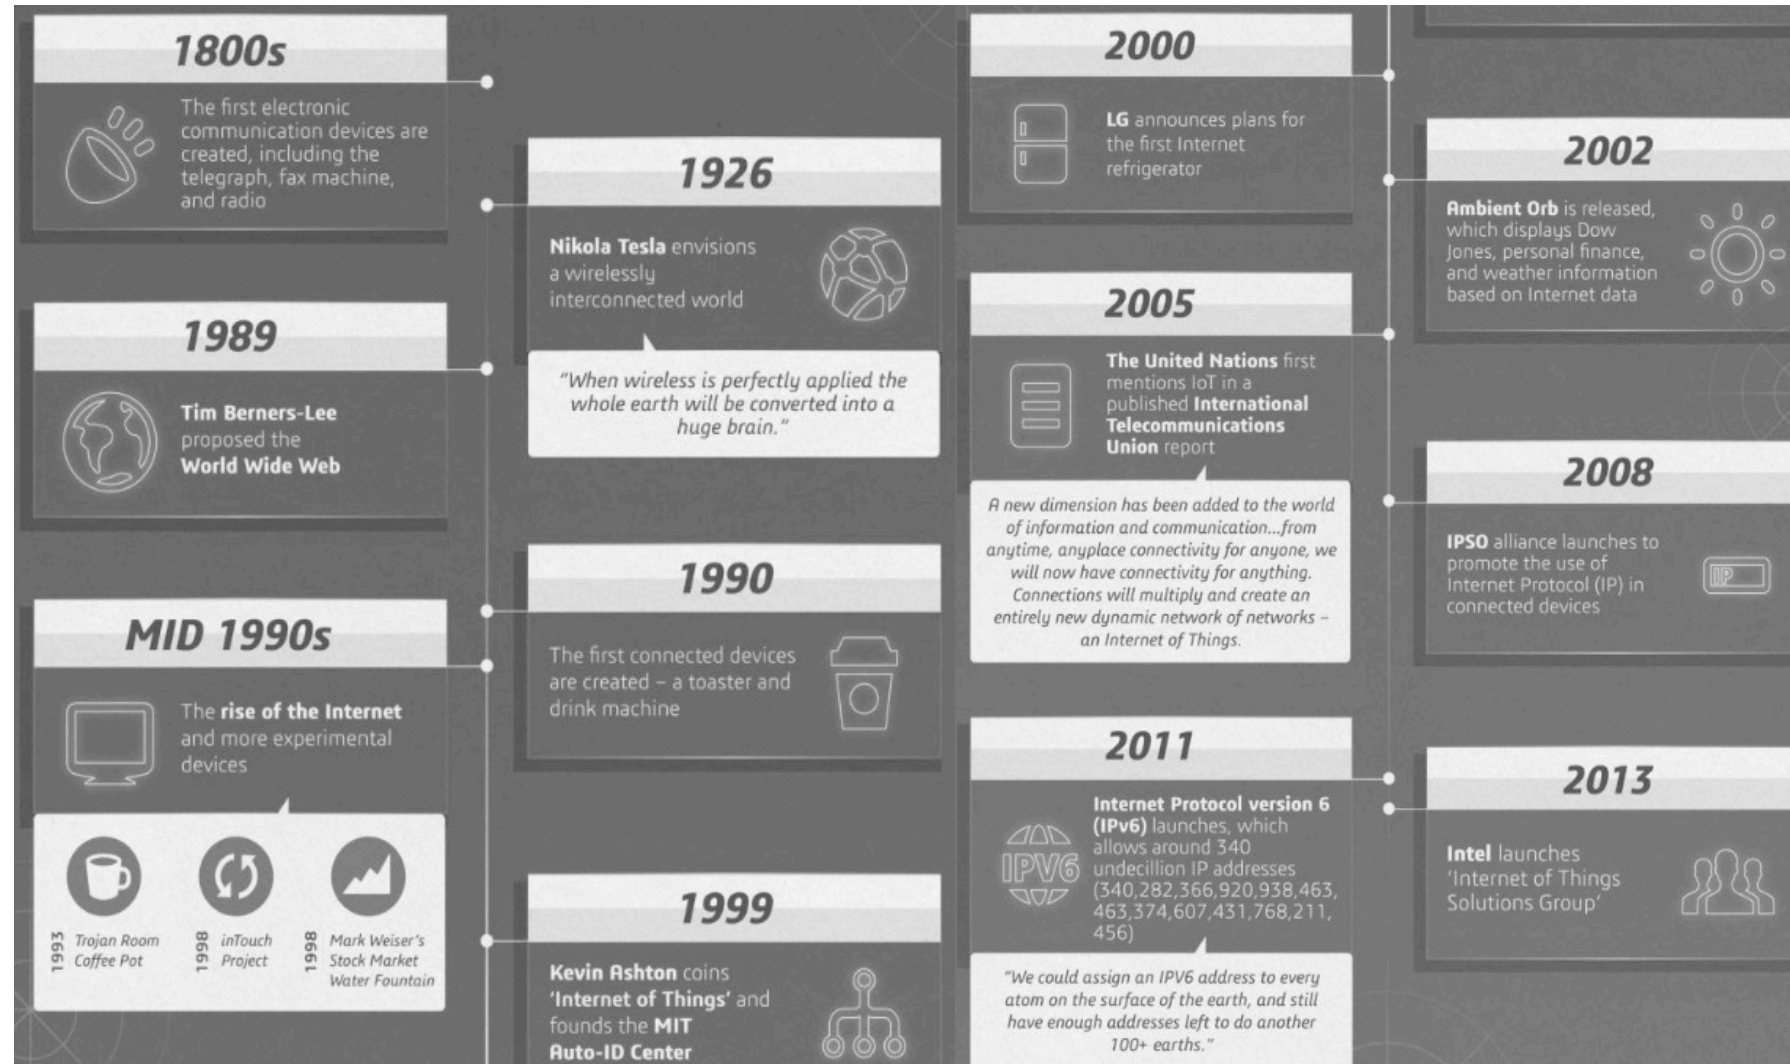 1800s
The first electronic
communication devices are
created, including the
telegraph, fax machine,
and radio
1926
Nikola Tesla envisions
a wirelessly
interconnected world
"When wireless is perfectly applied the
whole earth will be converted into a
huge brain."
1989
Tim Berners-Lee
proposed the
World Wide Web
1990
The first connected devices
are created – a toaster and
drink machine
MID 1990s
The rise of the Internet
and more experimental
devices
1993
Trojan Room
Coffee Pot
1998
inTouch
Project
1998
Mark Weiser's
Stock Market
Water Fountain
1999
Kevin Ashton coins
'Internet of Things' and
founds the MIT
Auto-ID Center
2000
LG announces plans for
the first Internet
refrigerator
2002
Ambient Orb is released,
which displays Dow
Jones, personal finance,
and weather information
based on Internet data
2005
The United Nations first
mentions IoT in a
published International
Telecommunications
Union report
A new dimension has been added to the world
of information and communication...from
anytime, anyplace connectivity for anyone, we
will now have connectivity for anything.
Connections will multiply and create an
entirely new dynamic network of networks –
an Internet of Things.
2008
IPSO alliance launches to
promote the use of
Internet Protocol (IP) in
connected devices
IP
2011
IPV6
Internet Protocol version 6
(IPv6) launches, which
allows around 340
undecillion IP addresses
(340,282,366,920,938,463,
463,374,607,431,768,211,
456)
"We could assign an IPV6 address to every
atom on the surface of the earth, and still
have enough addresses left to do another
100+ earths."
2013
Intel launches
'Internet of Things
Solutions Group'